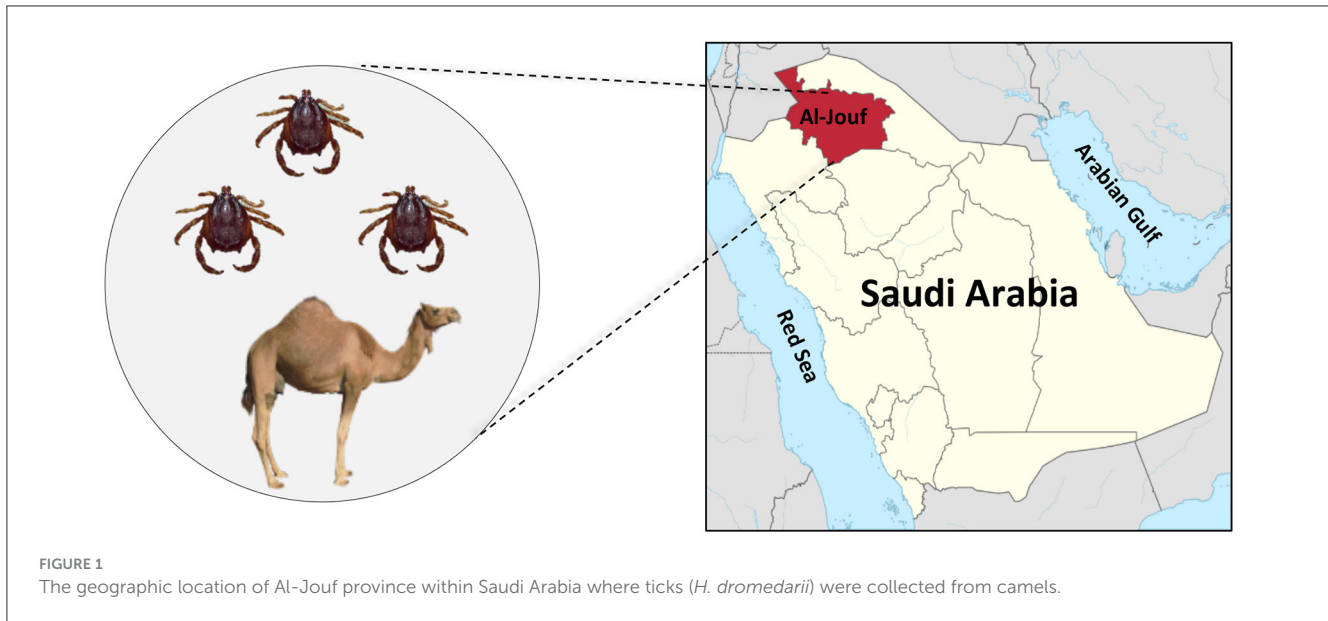 Al-Jouf
Arabian Gulf
Saudi Arabia
Red Sea
FIGURE 1
The geographic location of Al-Jouf province within Saudi Arabia where ticks (H. dromedarii) were collected from camels.